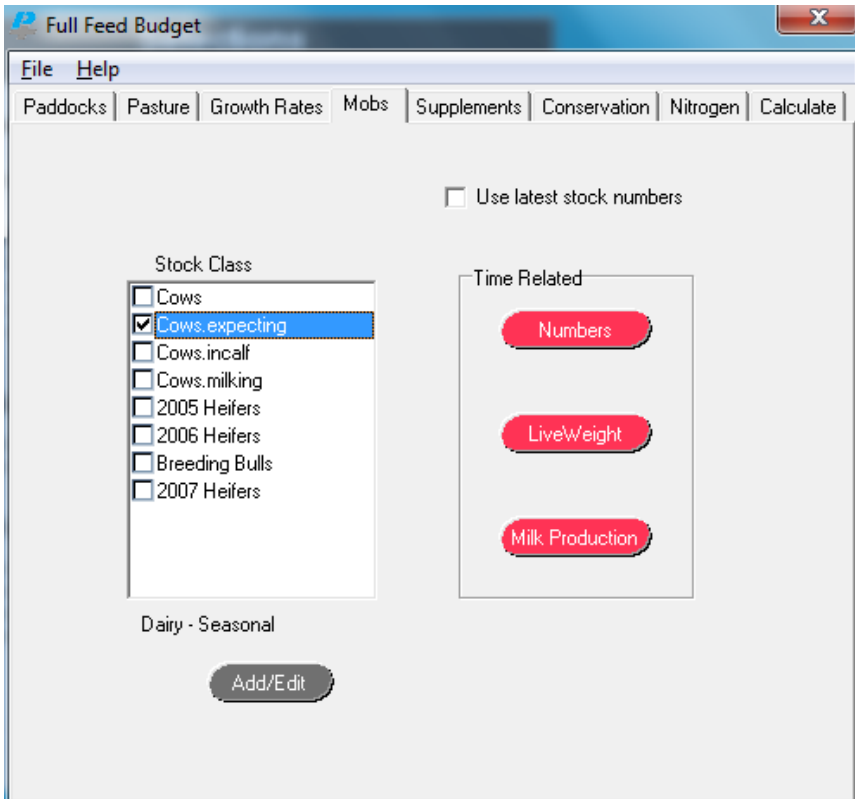 Full Feed Budget
File Help
Paddocks Pasture Growth Rates Mobs Supplements Conservation Nitrogen Calculate
Use latest stock numbers
Stock Class
Cows
Cows.expecting
Cows.incalf
Cows.milking
2005 Heifers
2006 Heifers
Breeding Bulls
2007 Heifers
Dairy - Seasonal
Add/Edit
Time Related
Numbers
LiveWeight
Milk Production